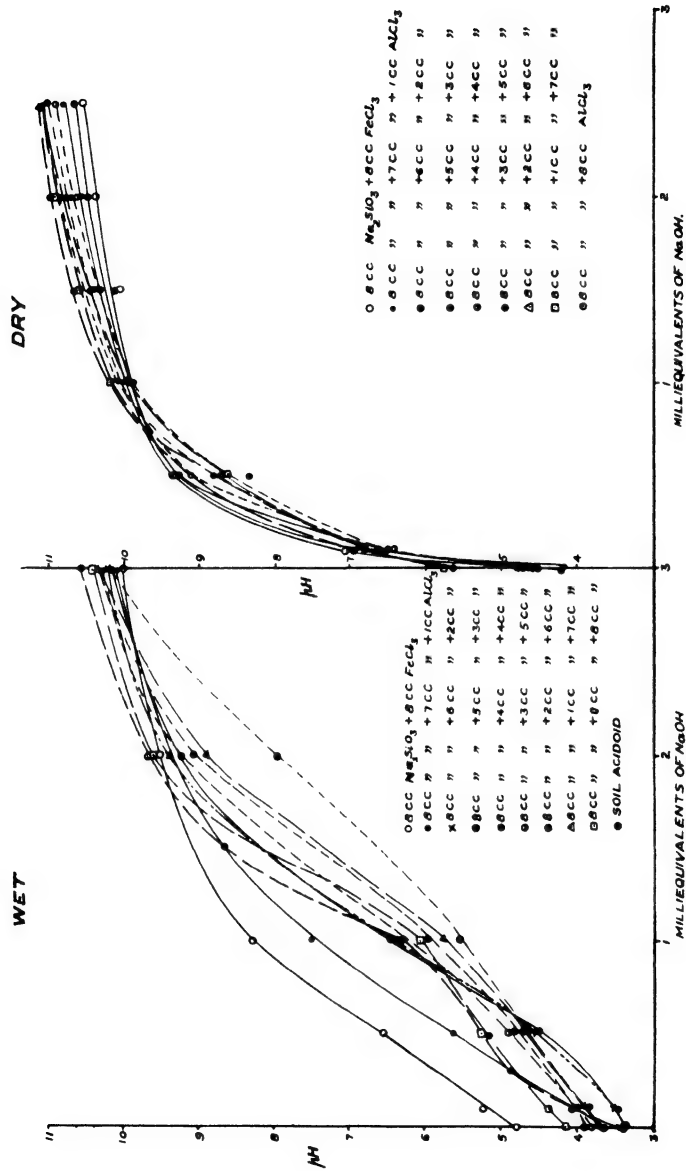 WET
11
10
9
8
7
6
5
4
3
pH
1
2
3
MILLIEQUIVALENTS OF NaOH
O 8CC Na₂SiO₃ + 8CC FeCl₃
● 8CC " " +7CC " +1CC AlCl₃
x 8CC " " +6CC " +2CC "
● 8CC " " +5CC " +3CC "
● 8CC " " +4CC " +4CC "
● 8CC " " +3CC " +5CC "
● 8CC " " +2CC " +6CC "
△ 8CC " " +1CC " +7CC "
□ 8CC " " +8CC "
● SOIL ACIDOID
DRY
11
10
9
8
7
5
4
pH
1
2
3
MILLIEQUIVALENTS OF NaOH.
O 8CC Na₂SiO₃ + 8CC FeCl₃
● 8CC " " +7CC " +1CC AlCl₃
● 8CC " " +6CC " +2CC "
● 8CC " " +5CC " +3CC "
● 8CC " " +4CC " +4CC "
● 8CC " " +3CC " +5CC "
△ 8CC " " +2CC " +6CC "
□ 8CC " " +1CC " +7CC "
● 8CC " " +8CC AlCl₃